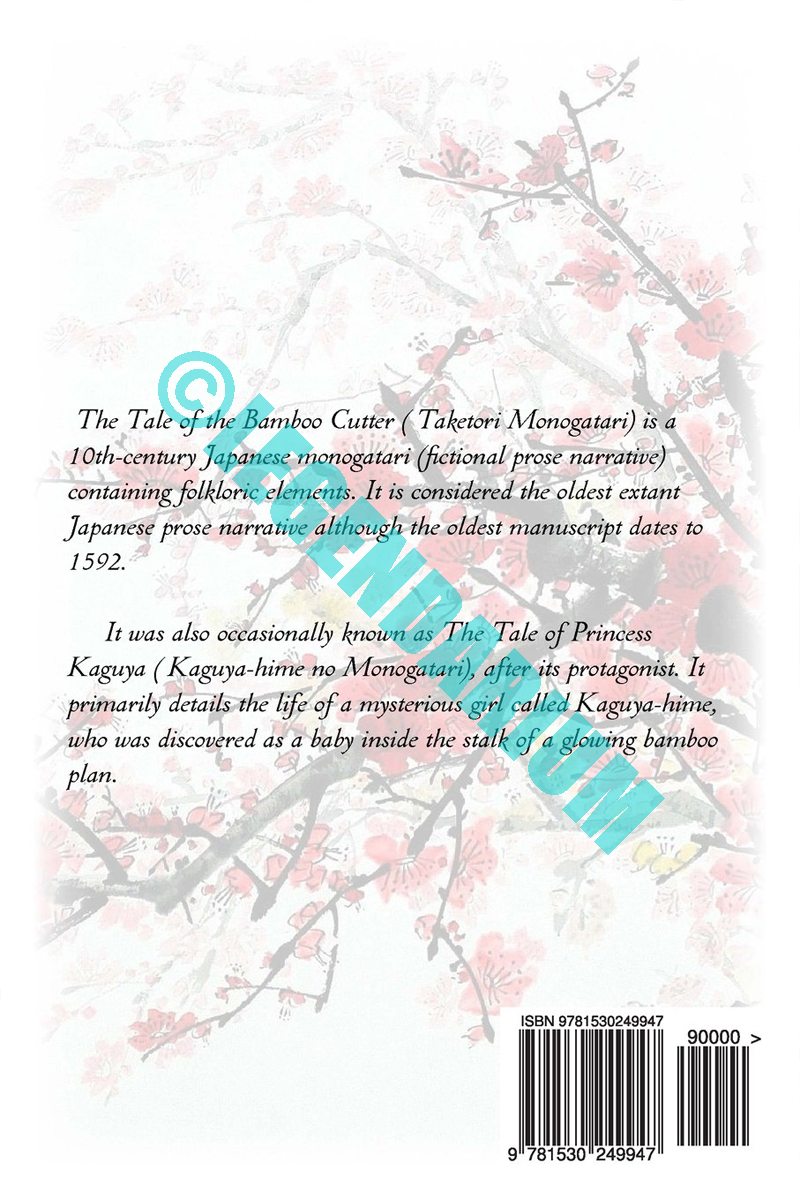 The Tale of the Bamboo Cutter ( Taketori Monogatari) is a
10th-century Japanese monogatari (fictional prose narrative)
containing folkloric elements. It is considered the oldest extant
Japanese prose narrative although the oldest manuscript dates to
1592.
It was also occasionally known as The Tale of Princess
Kaguya ( Kaguya-hime no Monogatari), after its protagonist. It
primarily details the life of a mysterious girl called Kaguya-hime,
who was discovered as a baby inside the stalk of a glowing bamboo
plan.
© LEGENDANIUM
ISBN 9781530249947
90000 >
9 781530 249947